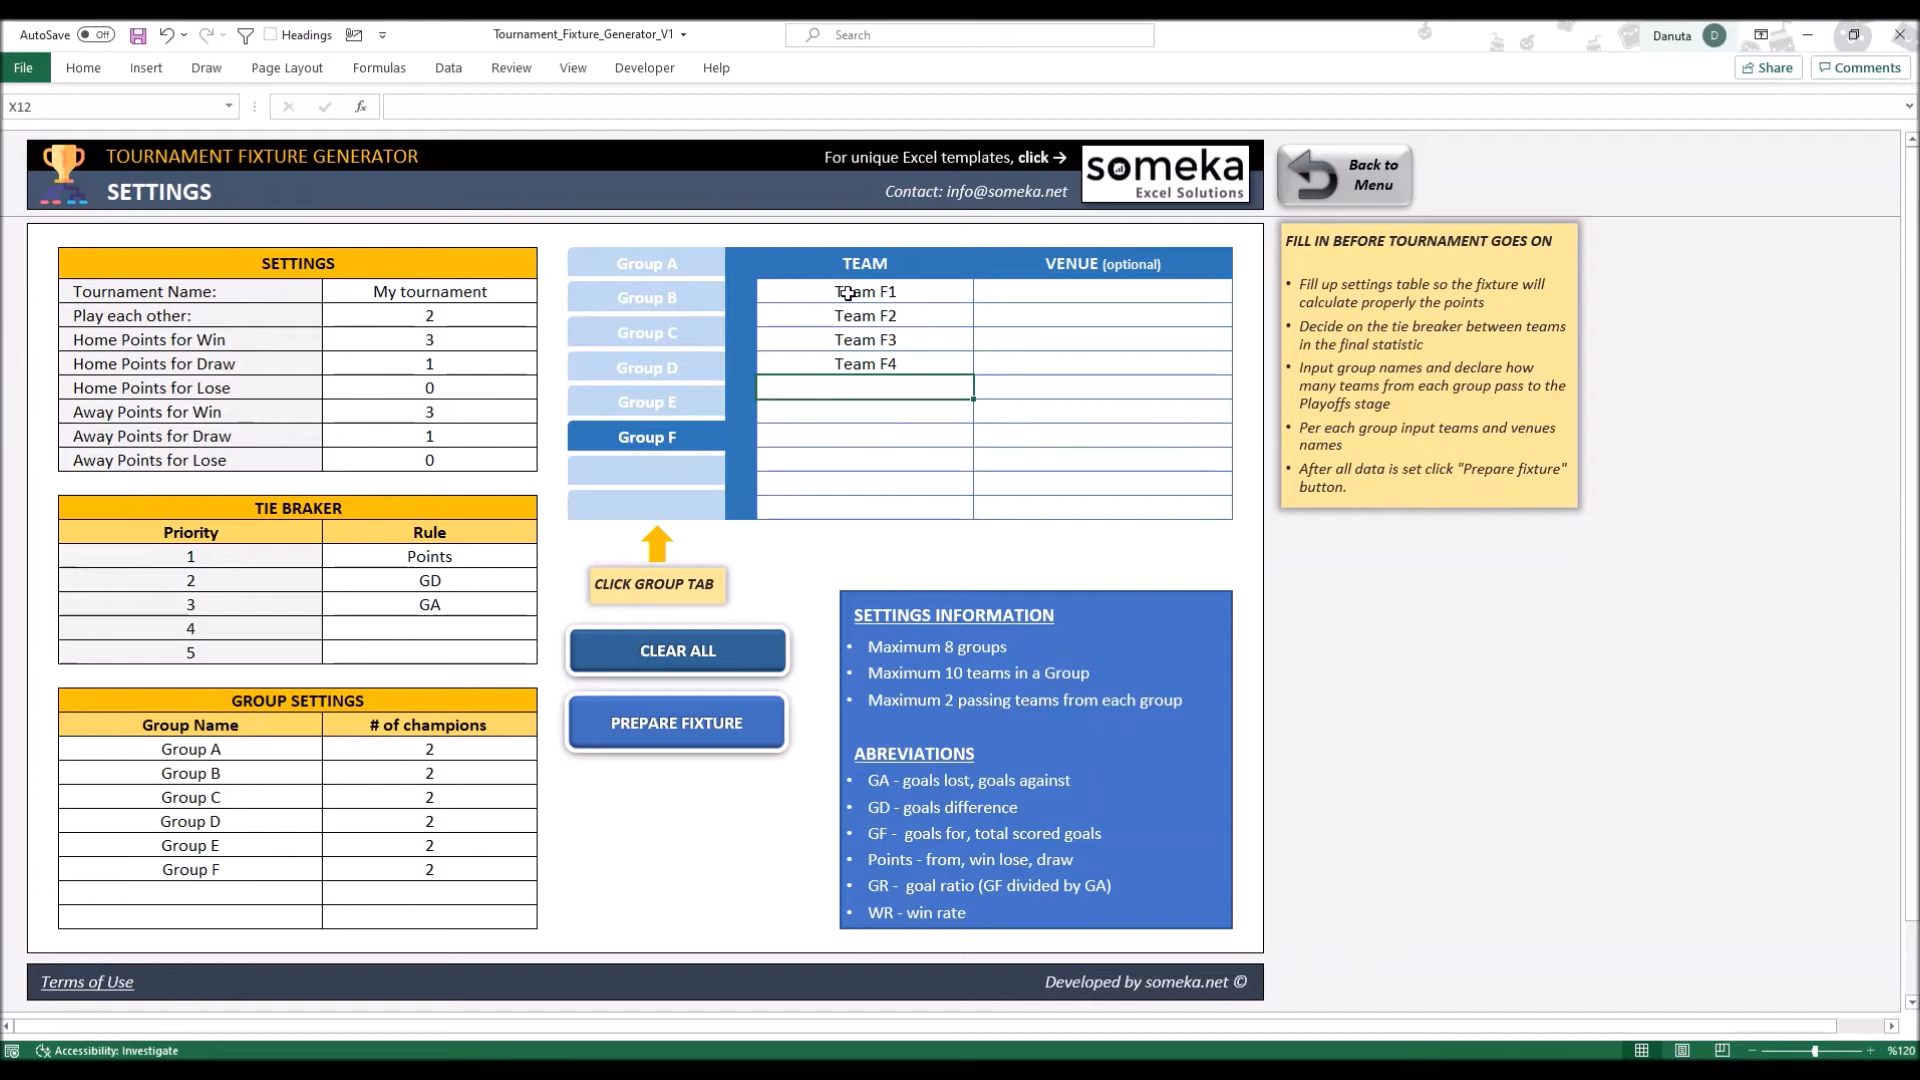 AutoSave Off Headings Tournament_Fixture_Generator_V1 Search Danuta D
File Home Insert Draw Page Layout Formulas Data Review View Developer Help Share Comments
X12 fx
TOURNAMENT FIXTURE GENERATOR
SETTINGS
For unique Excel templates, click →
Contact: info@someka.net
someka
Excel Solutions
Back to
Menu
SETTINGS
Tournament Name: My tournament
Play each other: 2
Home Points for Win 3
Home Points for Draw 1
Home Points for Lose 0
Away Points for Win 3
Away Points for Draw 1
Away Points for Lose 0
TIE BRAKER
Priority Rule
1 Points
2 GD
3 GA
4
5
GROUP SETTINGS
Group Name # of champions
Group A 2
Group B 2
Group C 2
Group D 2
Group E 2
Group F 2
Group A
Group B
Group C
Group D
Group E
Group F
TEAM VENUE (optional)
Team F1
Team F2
Team F3
Team F4
CLICK GROUP TAB
CLEAR ALL
PREPARE FIXTURE
SETTINGS INFORMATION
• Maximum 8 groups
• Maximum 10 teams in a Group
• Maximum 2 passing teams from each group
ABREVIATIONS
• GA - goals lost, goals against
• GD - goals difference
• GF - goals for, total scored goals
• Points - from, win lose, draw
• GR - goal ratio (GF divided by GA)
• WR - win rate
FILL IN BEFORE TOURNAMENT GOES ON
• Fill up settings table so the fixture will
calculate properly the points
• Decide on the tie breaker between teams
in the final statistic
• Input group names and declare how
many teams from each group pass to the
Playoffs stage
• Per each group input teams and venues
names
• After all data is set click "Prepare fixture"
button.
Terms of Use
Developed by someka.net ©
Accessibility: Investigate %120